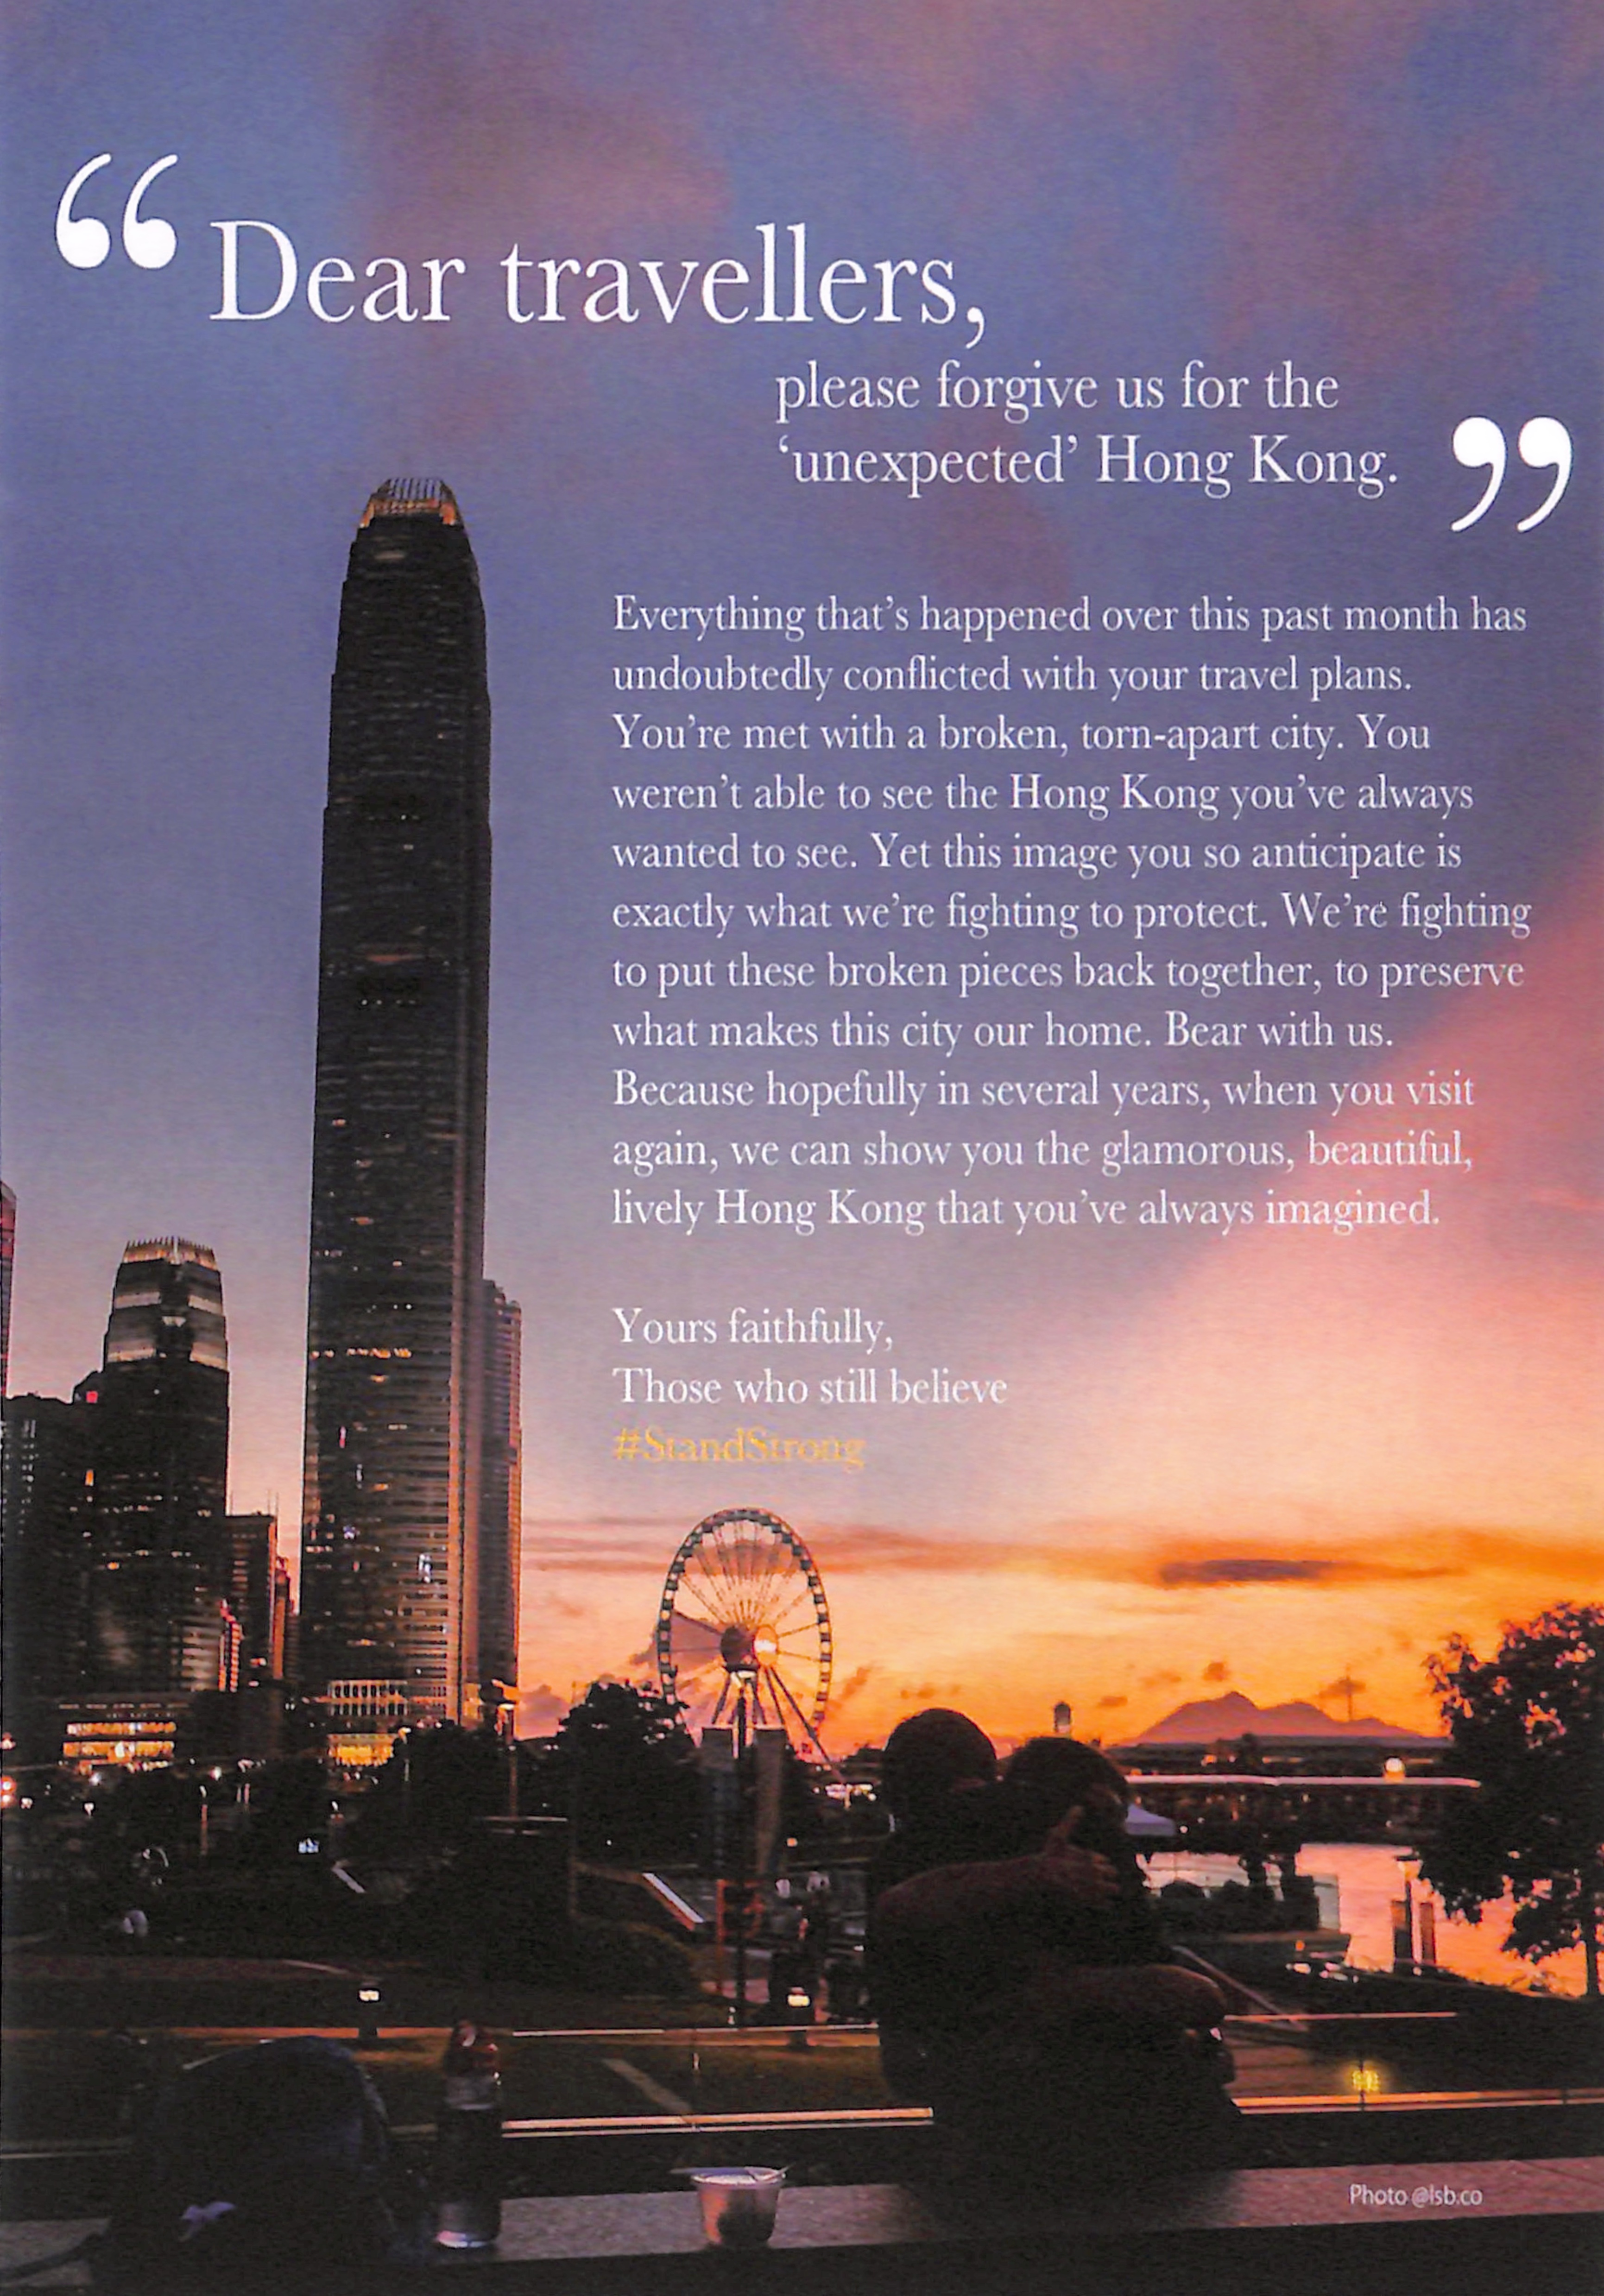 “Dear travellers,
please forgive us for the
‘unexpected’ Hong Kong.”
Everything that’s happened over this past month has
undoubtedly conflicted with your travel plans.
You’re met with a broken, torn-apart city. You
weren’t able to see the Hong Kong you’ve always
wanted to see. Yet this image you so anticipate is
exactly what we’re fighting to protect. We’re fighting
to put these broken pieces back together, to preserve
what makes this city our home. Bear with us.
Because hopefully in several years, when you visit
again, we can show you the glamorous, beautiful,
lively Hong Kong that you’ve always imagined.
Yours faithfully,
Those who still believe
#StandStrong
Photo @lsb.co